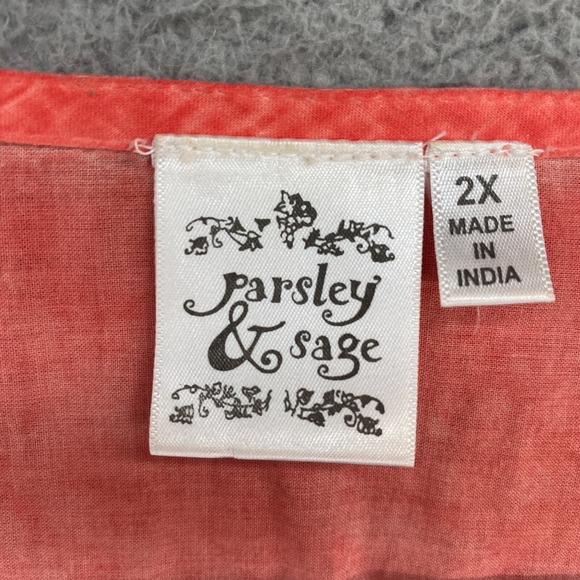 parsley
& sage
2X
MADE
IN
INDIA